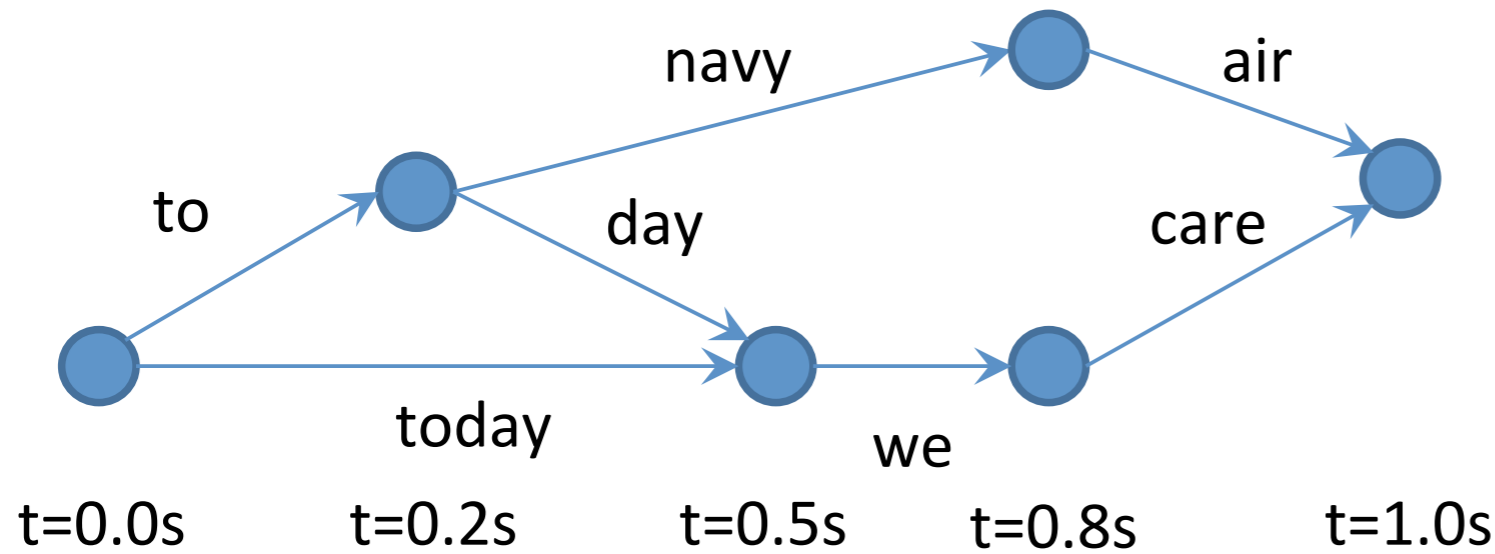 navy
air
to
day
care
today
we
t=0.0s
t=0.2s
t=0.5s
t=0.8s
t=1.0s